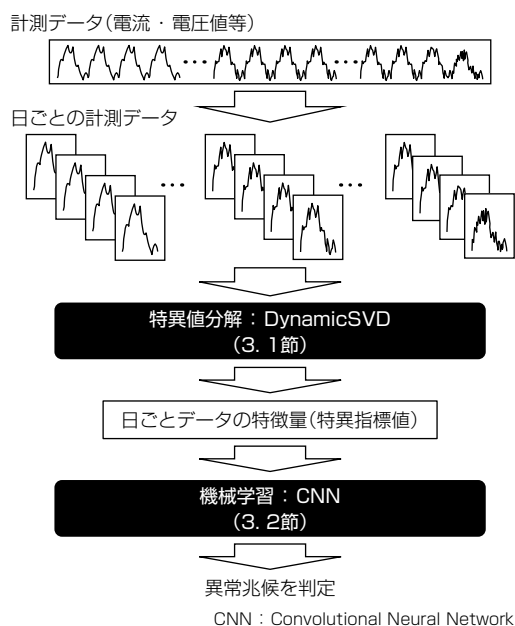 計測データ(電流・電圧値等)
日ごとの計測データ
特異値分解：DynamicSVD
(3. 1節)
日ごとデータの特徴量(特異指標値)
機械学習：CNN
(3. 2節)
異常兆候を判定
CNN：Convolutional Neural Network